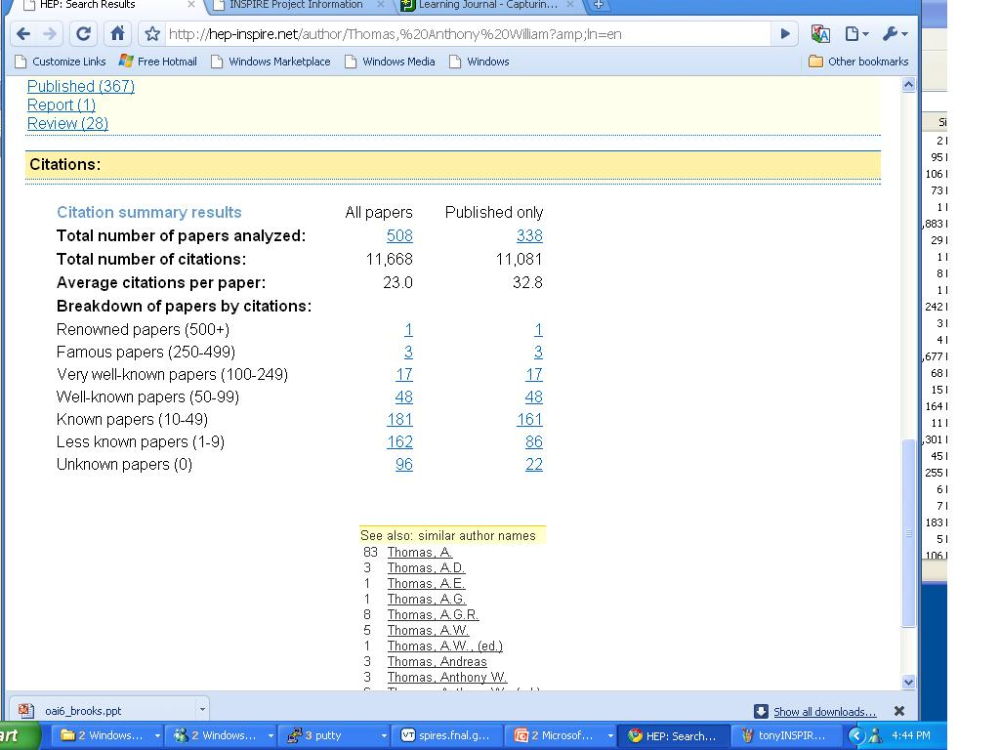 HEP: Search Results
INSPIRE Project Information
Learning Journal - Capturin...
http://hep-inspire.net/author/Thomas,%20Anthony%20William?amp;ln=en
Customize Links Free Hotmail Windows Marketplace Windows Media Windows Other bookmarks
Published (367)
Report (1)
Review (28)
Citations:
Citation summary results All papers Published only
Total number of papers analyzed: 508 338
Total number of citations: 11,668 11,081
Average citations per paper: 23.0 32.8
Breakdown of papers by citations:
Renowned papers (500+) 1 1
Famous papers (250-499) 3 3
Very well-known papers (100-249) 17 17
Well-known papers (50-99) 48 48
Known papers (10-49) 181 161
Less known papers (1-9) 162 86
Unknown papers (0) 96 22
See also: similar author names
83 Thomas, A.
3 Thomas, A.D.
1 Thomas, A.E.
1 Thomas, A.G.
8 Thomas, A.G.R.
5 Thomas, A.W.
1 Thomas, A.W., (ed.)
3 Thomas, Andreas
3 Thomas, Anthony W.
Si
2
95
106
73
1
,883
29
1
8
1
242
3
4
,677
68
15
164
11
,301
45
255
6
7
183
5
106
oai6_brooks.ppt
Show all downloads...
art 2 Windows... 2 Windows... 3 putty spires.fnal.g... 2 Microsof... HEP: Search... tonyINSPIR... 4:44 PM